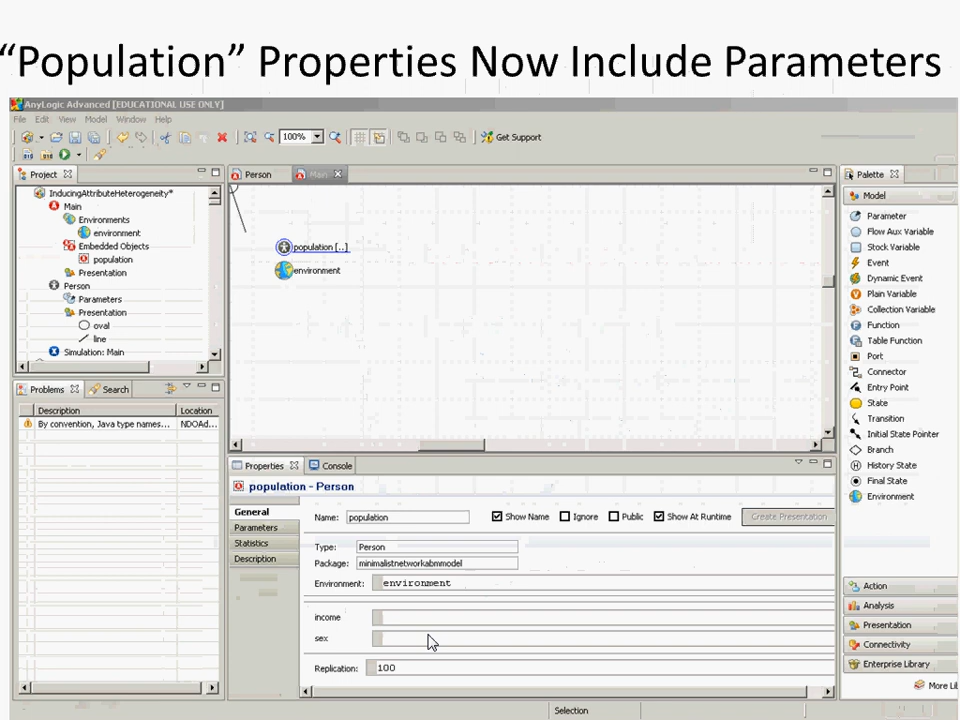 “Population” Properties Now Include Parameters
AnyLogic Advanced [EDUCATIONAL USE ONLY]
File Edit View Model Window Help
100% Get Support
Project
InducingAttributeHeterogeneity*
Main
Environments
environment
Embedded Objects
population
Presentation
Person
Parameters
Presentation
oval
line
Simulation: Main
Problems Search
Description Location
By convention, Java type names... NDOAd...
Person Main
population [..]
environment
Properties Console
population - Person
General
Parameters
Statistics
Description
Name: population Show Name Ignore Public Show At Runtime Create Presentation
Type: Person
Package: minimalistnetworkabmmodel
Environment: environment
income
sex
Replication: 100
Palette
Model
Parameter
Flow Aux Variable
Stock Variable
Event
Dynamic Event
Plain Variable
Collection Variable
Function
Table Function
Port
Connector
Entry Point
State
Transition
Initial State Pointer
Branch
History State
Final State
Environment
Action
Analysis
Presentation
Connectivity
Enterprise Library
More Li
Selection